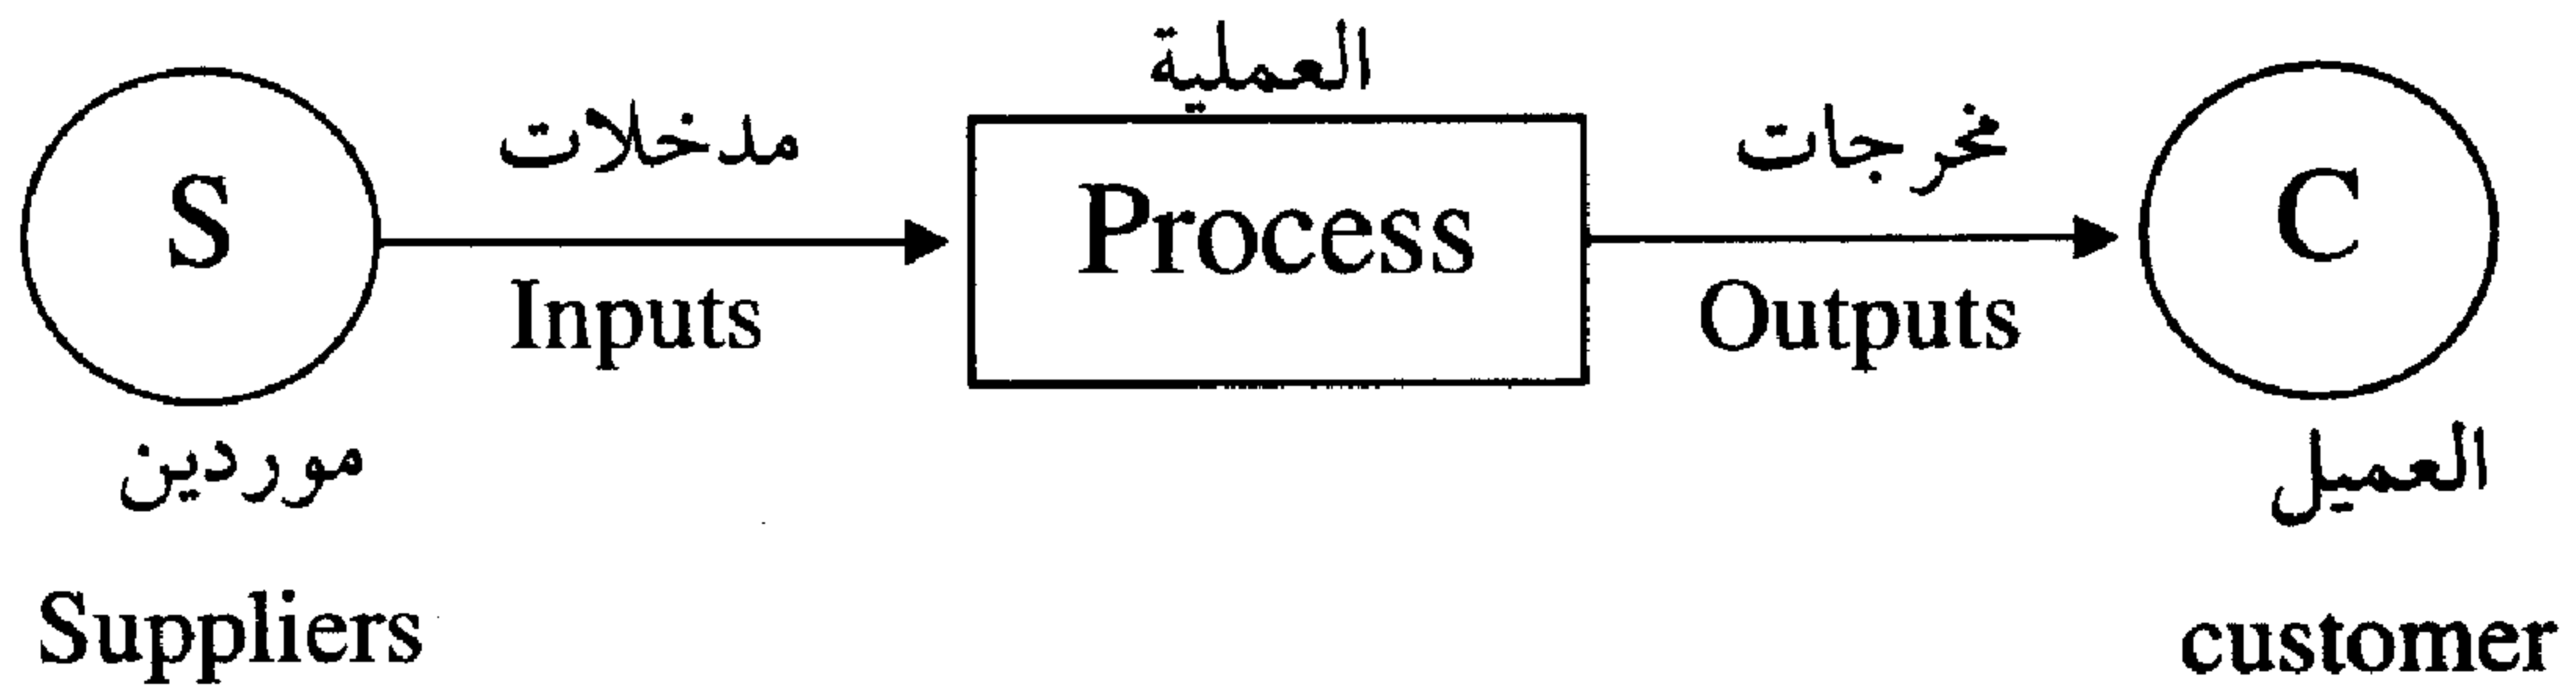 العملية
مدخلات
مخرجات
S
Process
C
Inputs
Outputs
موردين
العميل
Suppliers
customer